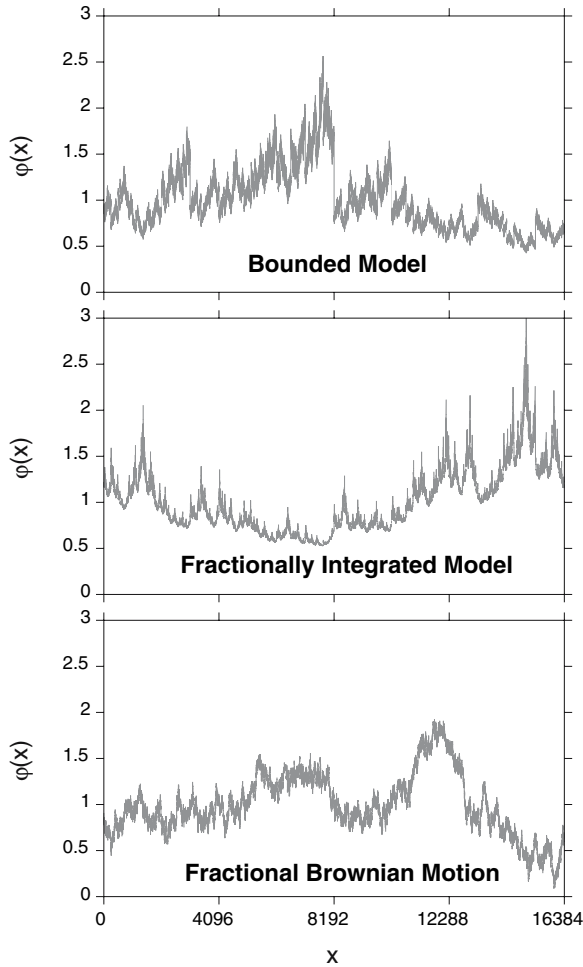 3
2.5
2
φ(x)
1.5
1
0.5
Bounded Model
0
3
2.5
2
φ(x)
1.5
1
0.5
Fractionally Integrated Model
0
3
2.5
2
φ(x)
1.5
1
0.5
Fractional Brownian Motion
0
0 4096 8192 12288 16384
x